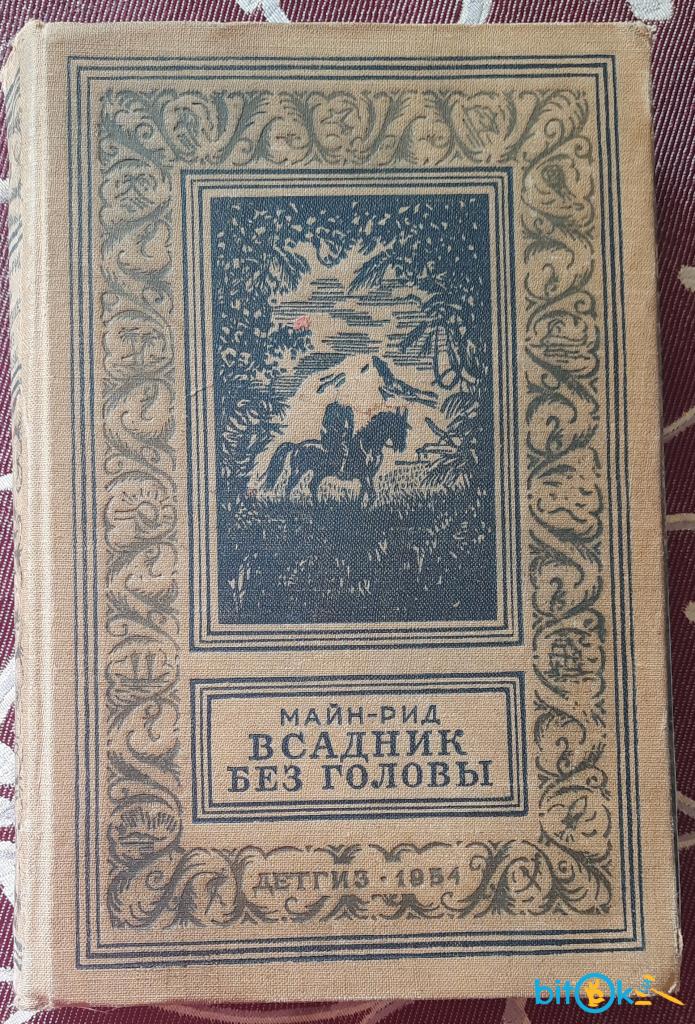 МАЙН-РИД
ВСАДНИК
БЕЗ ГОЛОВЫ
ДЕТГИЗ · 1954
bitOk